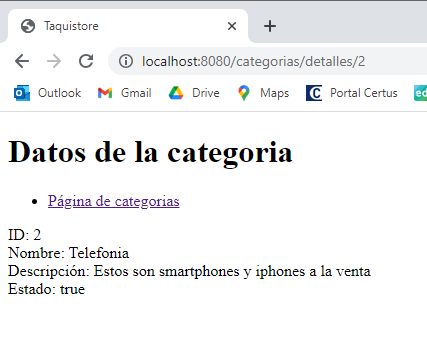 Taquistore
localhost:8080/categorias/detalles/2
Outlook Gmail Drive Maps Portal Certus
Datos de la categoria
Página de categorias
ID: 2
Nombre: Telefonia
Descripción: Estos son smartphones y iphones a la venta
Estado: true